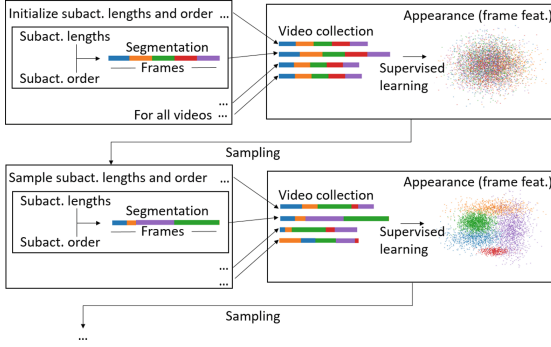 Initialize subact. lengths and order ...
Subact. lengths
Segmentation
Frames
Subact. order
...
For all videos ...
Video collection
Appearance (frame feat.)
Supervised
learning
Sampling
Sample subact. lengths and order ...
Subact. lengths
Segmentation
Frames
Subact. order
...
...
Video collection
Appearance (frame feat.)
Supervised
learning
Sampling
...